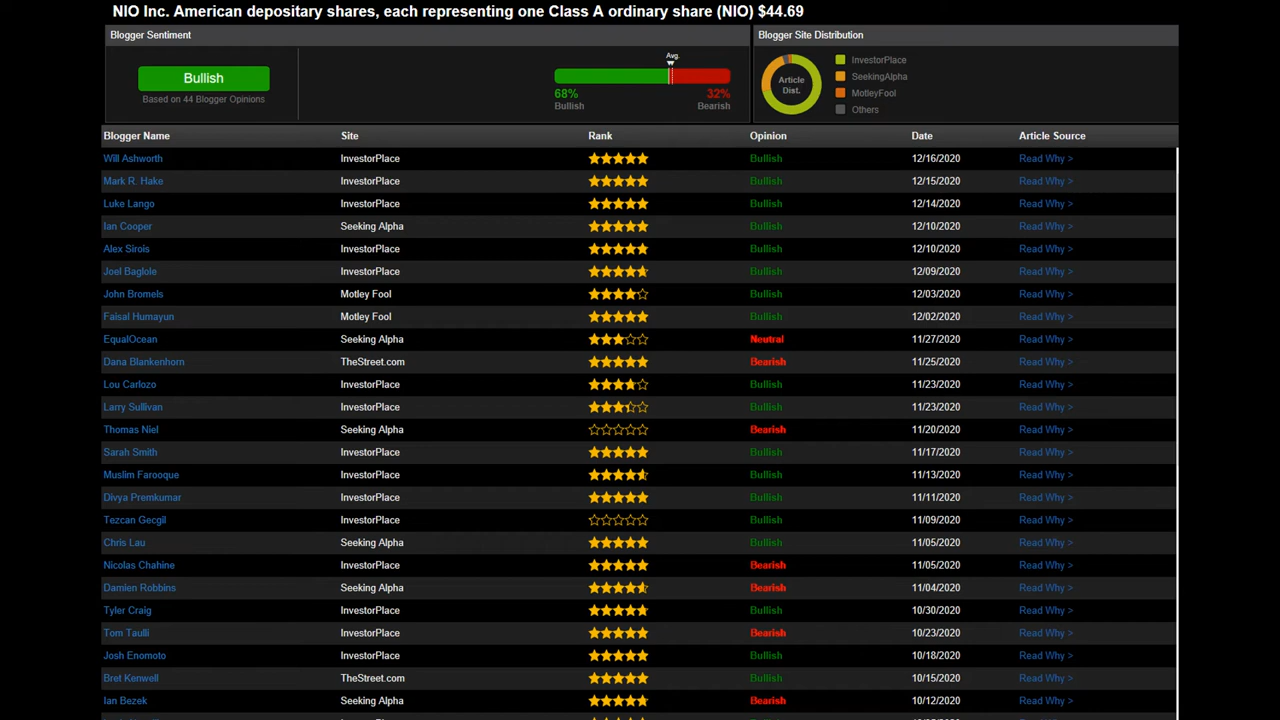 NIO Inc. American depositary shares, each representing one Class A ordinary share (NIO) $44.69
Blogger Sentiment
Blogger Site Distribution
Bullish
Based on 44 Blogger Opinions
Avg.
68%
Bullish
32%
Bearish
Article
Dist.
InvestorPlace
SeekingAlpha
MotleyFool
Others
Blogger Name Site Rank Opinion Date Article Source
Will Ashworth InvestorPlace Bullish 12/16/2020 Read Why >
Mark R. Hake InvestorPlace Bullish 12/15/2020 Read Why >
Luke Lango InvestorPlace Bullish 12/14/2020 Read Why >
Ian Cooper Seeking Alpha Bullish 12/10/2020 Read Why >
Alex Sirois InvestorPlace Bullish 12/10/2020 Read Why >
Joel Baglole InvestorPlace Bullish 12/09/2020 Read Why >
John Bromels Motley Fool Bullish 12/03/2020 Read Why >
Faisal Humayun Motley Fool Bullish 12/02/2020 Read Why >
EqualOcean Seeking Alpha Neutral 11/27/2020 Read Why >
Dana Blankenhorn TheStreet.com Bearish 11/25/2020 Read Why >
Lou Carlozo InvestorPlace Bullish 11/23/2020 Read Why >
Larry Sullivan InvestorPlace Bullish 11/23/2020 Read Why >
Thomas Niel Seeking Alpha Bearish 11/20/2020 Read Why >
Sarah Smith InvestorPlace Bullish 11/17/2020 Read Why >
Muslim Farooque InvestorPlace Bullish 11/13/2020 Read Why >
Divya Premkumar InvestorPlace Bullish 11/11/2020 Read Why >
Tezcan Gecgil InvestorPlace Bullish 11/09/2020 Read Why >
Chris Lau Seeking Alpha Bullish 11/05/2020 Read Why >
Nicolas Chahine InvestorPlace Bearish 11/05/2020 Read Why >
Damien Robbins Seeking Alpha Bearish 11/04/2020 Read Why >
Tyler Craig InvestorPlace Bullish 10/30/2020 Read Why >
Tom Taulli InvestorPlace Bearish 10/23/2020 Read Why >
Josh Enomoto InvestorPlace Bullish 10/18/2020 Read Why >
Bret Kenwell TheStreet.com Bullish 10/15/2020 Read Why >
Ian Bezek Seeking Alpha Bearish 10/12/2020 Read Why >